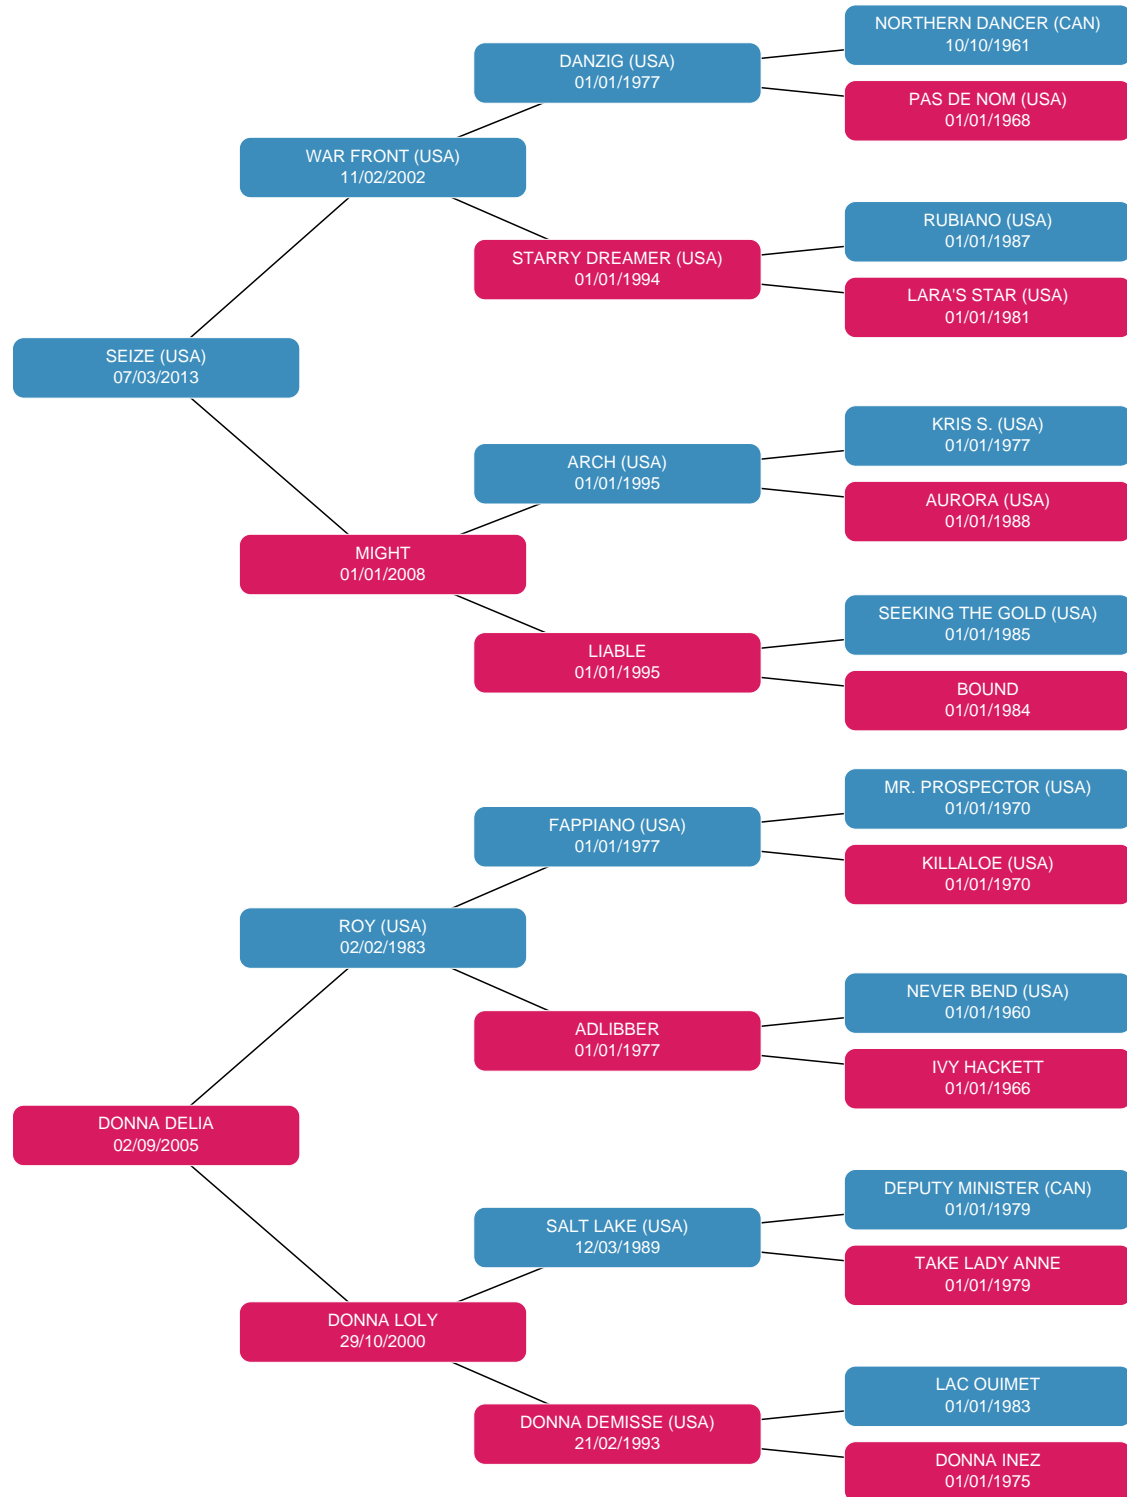 NORTHERN DANCER (CAN)
10/10/1961
DANZIG (USA)
01/01/1977
PAS DE NOM (USA)
01/01/1968
WAR FRONT (USA)
11/02/2002
RUBIANO (USA)
01/01/1987
STARRY DREAMER (USA)
01/01/1994
LARA'S STAR (USA)
01/01/1981
SEIZE (USA)
07/03/2013
KRIS S. (USA)
01/01/1977
ARCH (USA)
01/01/1995
AURORA (USA)
01/01/1988
MIGHT
01/01/2008
SEEKING THE GOLD (USA)
01/01/1985
LIABLE
01/01/1995
BOUND
01/01/1984
MR. PROSPECTOR (USA)
01/01/1970
FAPPIANO (USA)
01/01/1977
KILLALOE (USA)
01/01/1970
ROY (USA)
02/02/1983
NEVER BEND (USA)
01/01/1960
ADLIBBER
01/01/1977
IVY HACKETT
01/01/1966
DONNA DELIA
02/09/2005
DEPUTY MINISTER (CAN)
01/01/1979
SALT LAKE (USA)
12/03/1989
TAKE LADY ANNE
01/01/1979
DONNA LOLY
29/10/2000
LAC OUIMET
01/01/1983
DONNA DEMISSE (USA)
21/02/1993
DONNA INEZ
01/01/1975